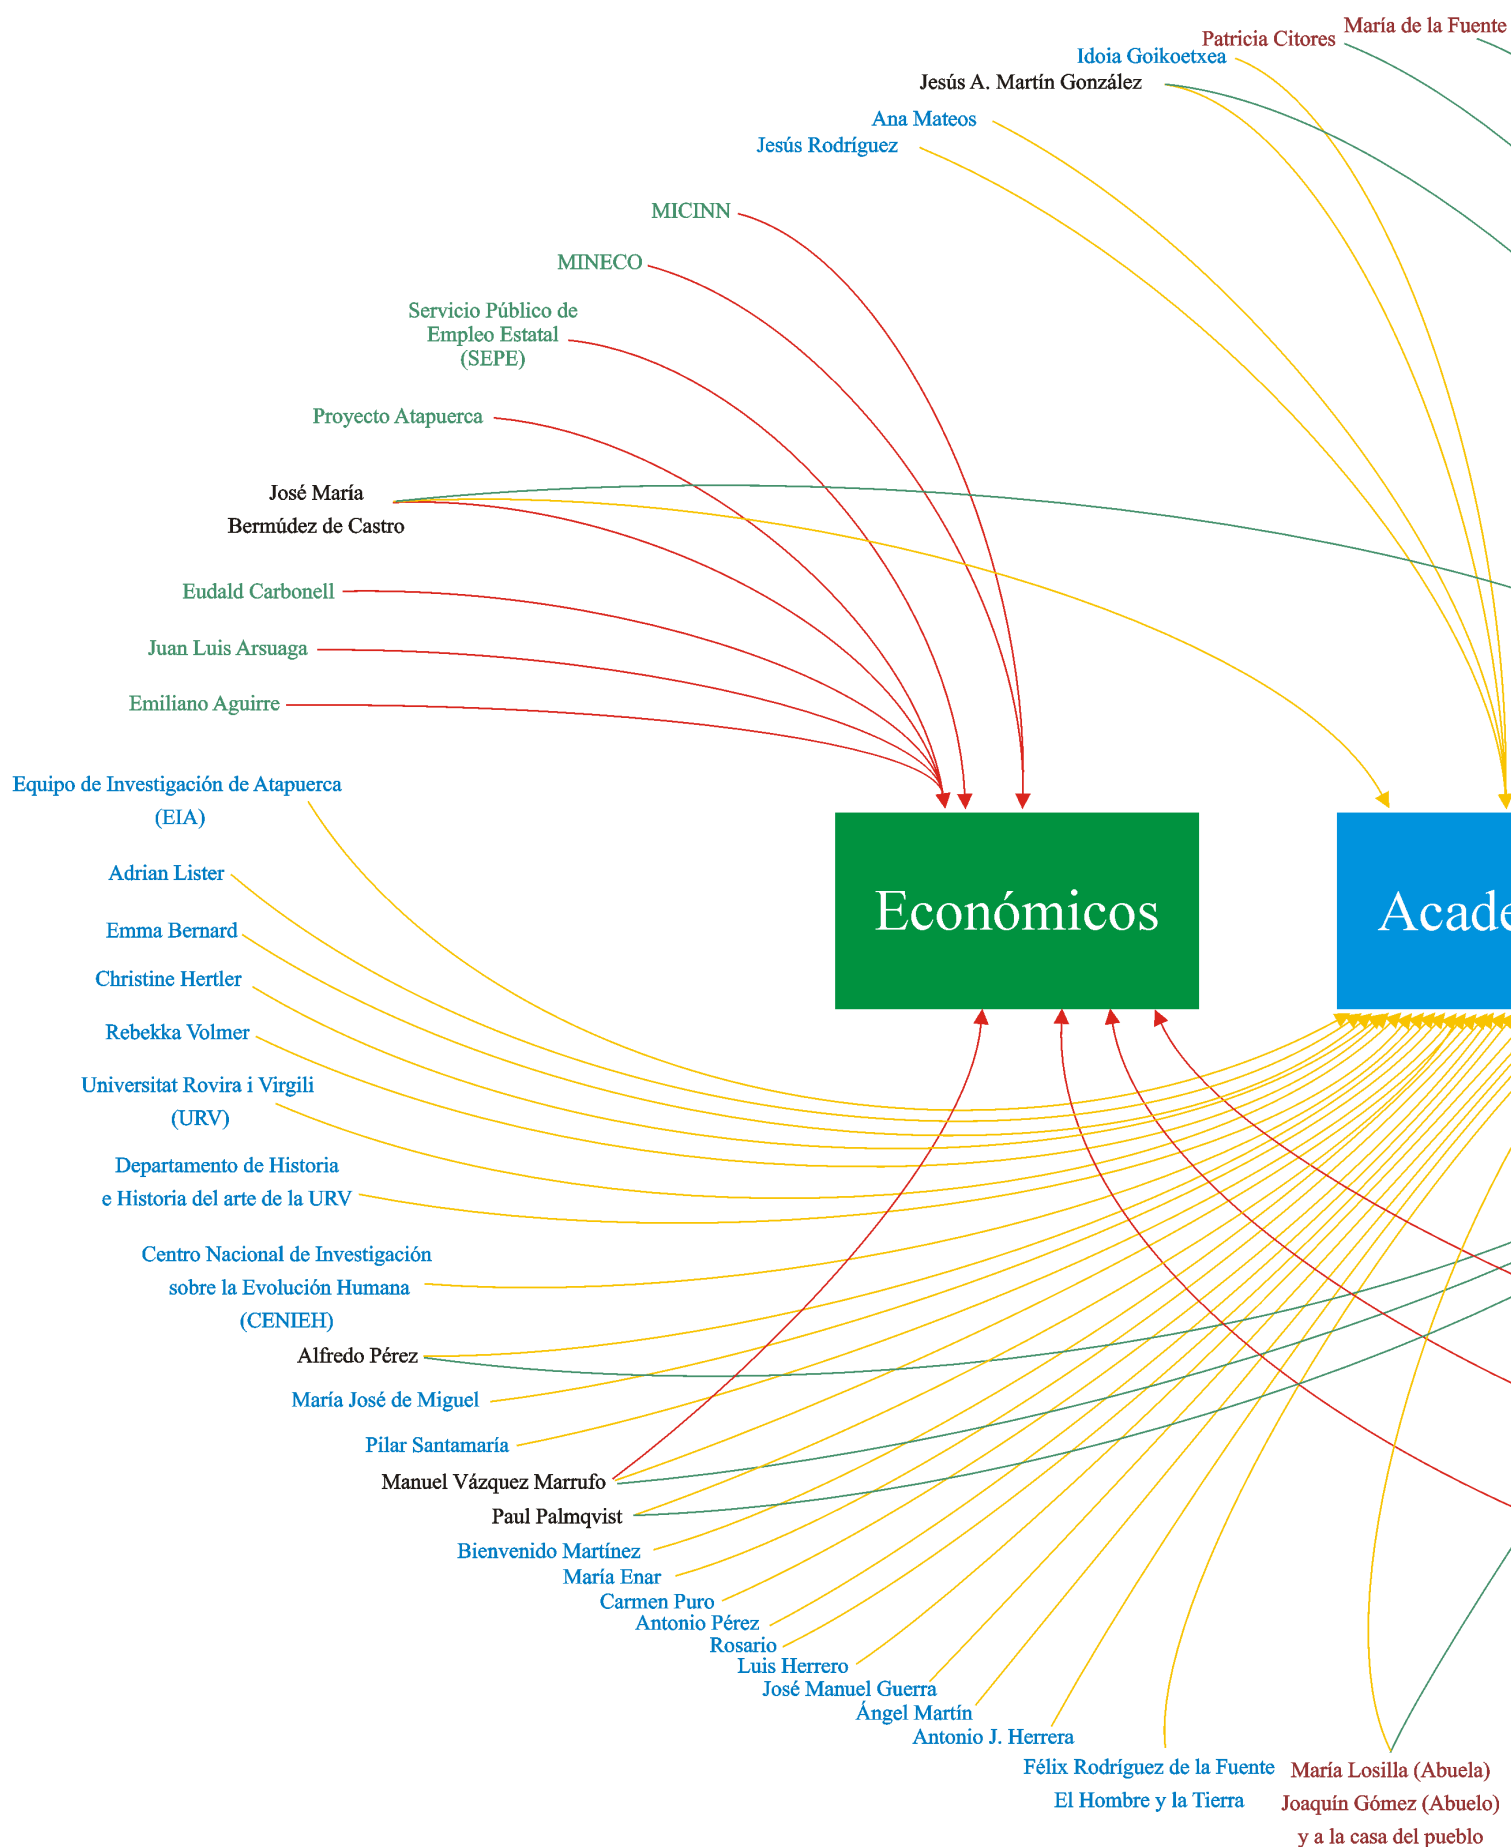 María de la Fuente
Patricia Citores
Idoia Goikoetxea
Jesús A. Martín González
Ana Mateos
Jesús Rodríguez
MICINN
MINECO
Servicio Público de
Empleo Estatal
(SEPE)
Proyecto Atapuerca
José María
Bermúdez de Castro
Eudald Carbonell
Juan Luis Arsuaga
Emiliano Aguirre
Equipo de Investigación de Atapuerca
(EIA)
Adrian Lister
Económicos
Acade
Emma Bernard
Christine Hertler
Rebekka Volmer
Universitat Rovira i Virgili
(URV)
Departamento de Historia
e Historia del arte de la URV
Centro Nacional de Investigación
sobre la Evolución Humana
(CENIEH)
Alfredo Pérez
María José de Miguel
Pilar Santamaría
Manuel Vázquez Marrufo
Paul Palmqvist
Bienvenido Martínez
María Enar
Carmen Puro
Antonio Pérez
Rosario
Luis Herrero
José Manuel Guerra
Ángel Martín
Antonio J. Herrera
Félix Rodríguez de la Fuente
El Hombre y la Tierra
María Losilla (Abuela)
Joaquín Gómez (Abuelo)
y a la casa del pueblo